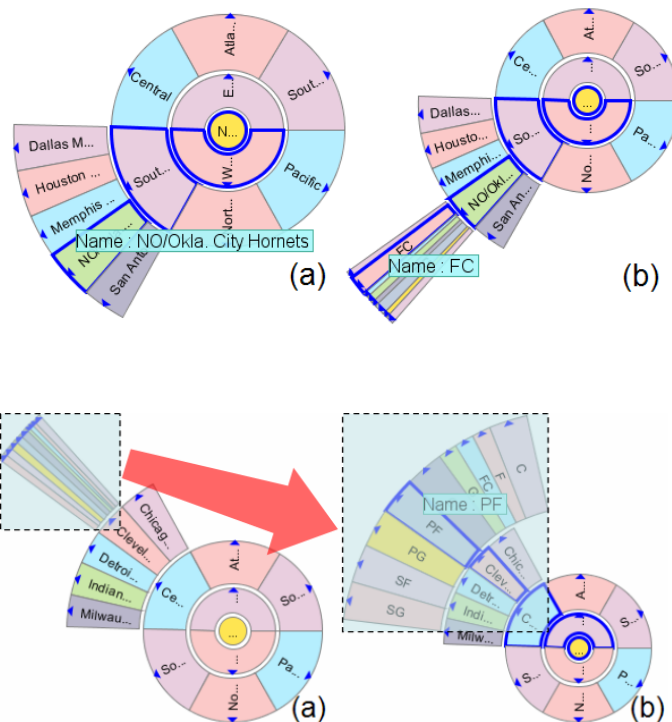 Atla...
Central
E...
Sout...
N...
Dallas M...
Sout...
W...
Pacific
Houston ...
Memphis ...
Nort...
NO/...
Name : NO/Okla. City Hornets
San Ant...
(a)
At...
Ce...
...
So...
...
Dallas...
So...
...
Pa...
Housto...
Memphi...
No...
NO/Okl...
San An...
FC
Name : FC
(b)
Chicag...
Clevel...
Detroi...
Indian...
Milwau...
At...
Ce...
...
So...
...
So...
...
Pa...
No...
(a)
C
F
FC
G
Name : PF
PF
PG
SF
SG
Chic...
Clev...
Detr...
Indi...
Milw...
A...
C...
...
S...
...
S...
...
P...
N...
(b)